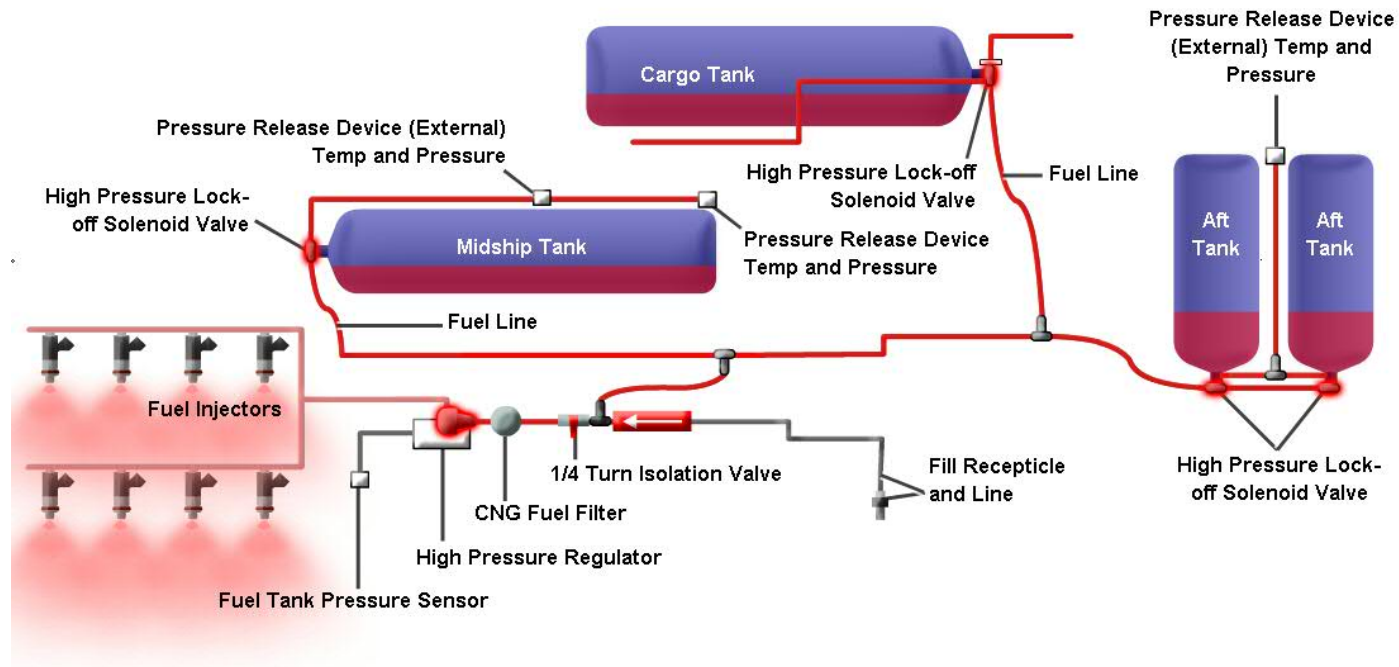 Pressure Release Device
(External) Temp and
Pressure
Cargo Tank
Pressure Release Device (External)
Temp and Pressure
High Pressure Lock-off
Solenoid Valve
Fuel Line
High Pressure Lock-
off Solenoid Valve
Midship Tank
Pressure Release Device
Temp and Pressure
Aft
Tank
Aft
Tank
Fuel Line
Fuel Injectors
1/4 Turn Isolation Valve
Fill Recepticle
and Line
High Pressure Lock-
off Solenoid Valve
CNG Fuel Filter
High Pressure Regulator
Fuel Tank Pressure Sensor